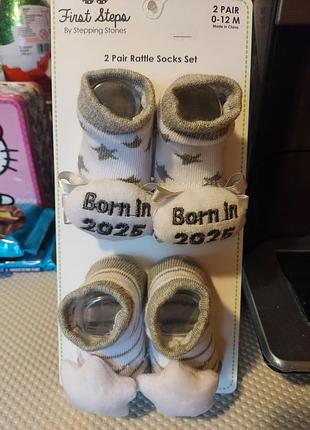 First Steps
By Stepping Stones
2 PAIR
0-12 M
Made in China
2 Pair Rattle Socks Set
Born in
2025
Born in
2025